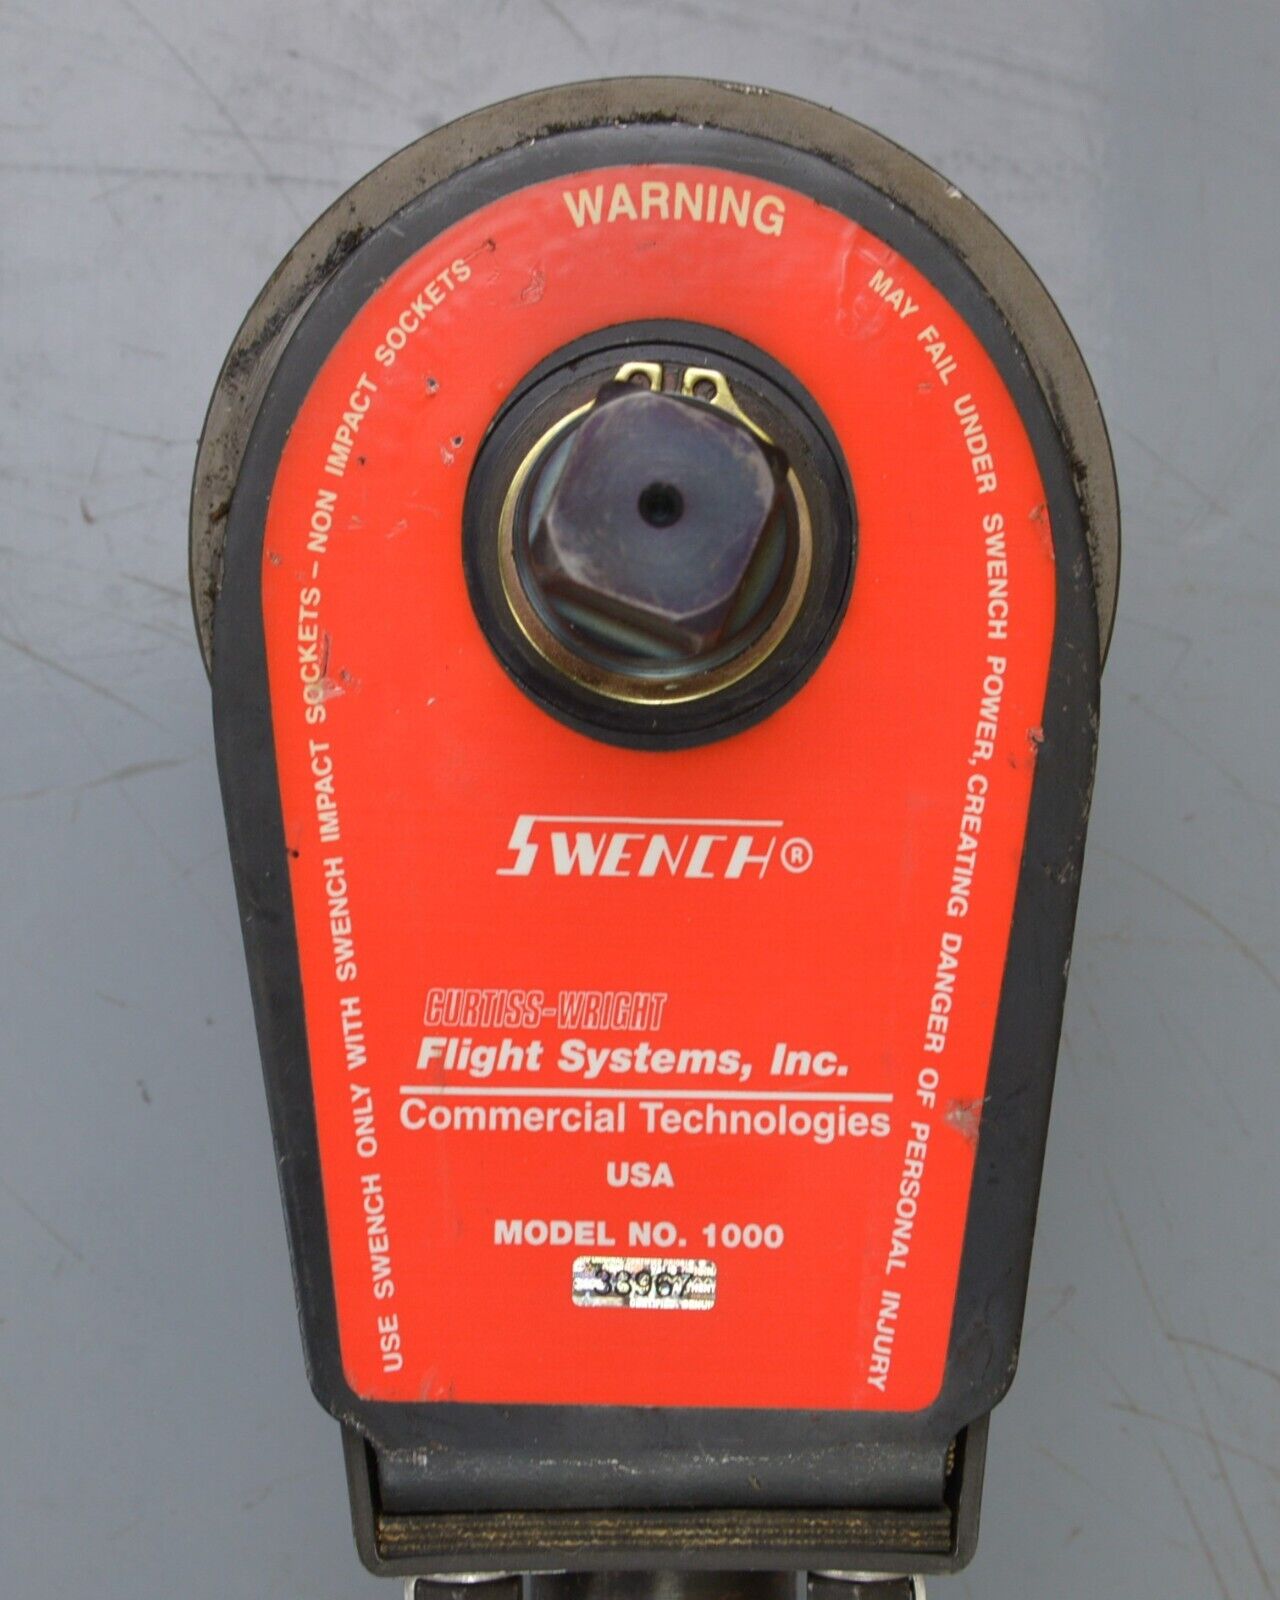 WARNING
USE SWENCH ONLY WITH SWENCH IMPACT SOCKETS – NON IMPACT SOCKETS
MAY FAIL UNDER SWENCH POWER, CREATING DANGER OF PERSONAL INJURY
SWENCH®
CURTISS-WRIGHT
Flight Systems, Inc.
Commercial Technologies
USA
MODEL NO. 1000
38967